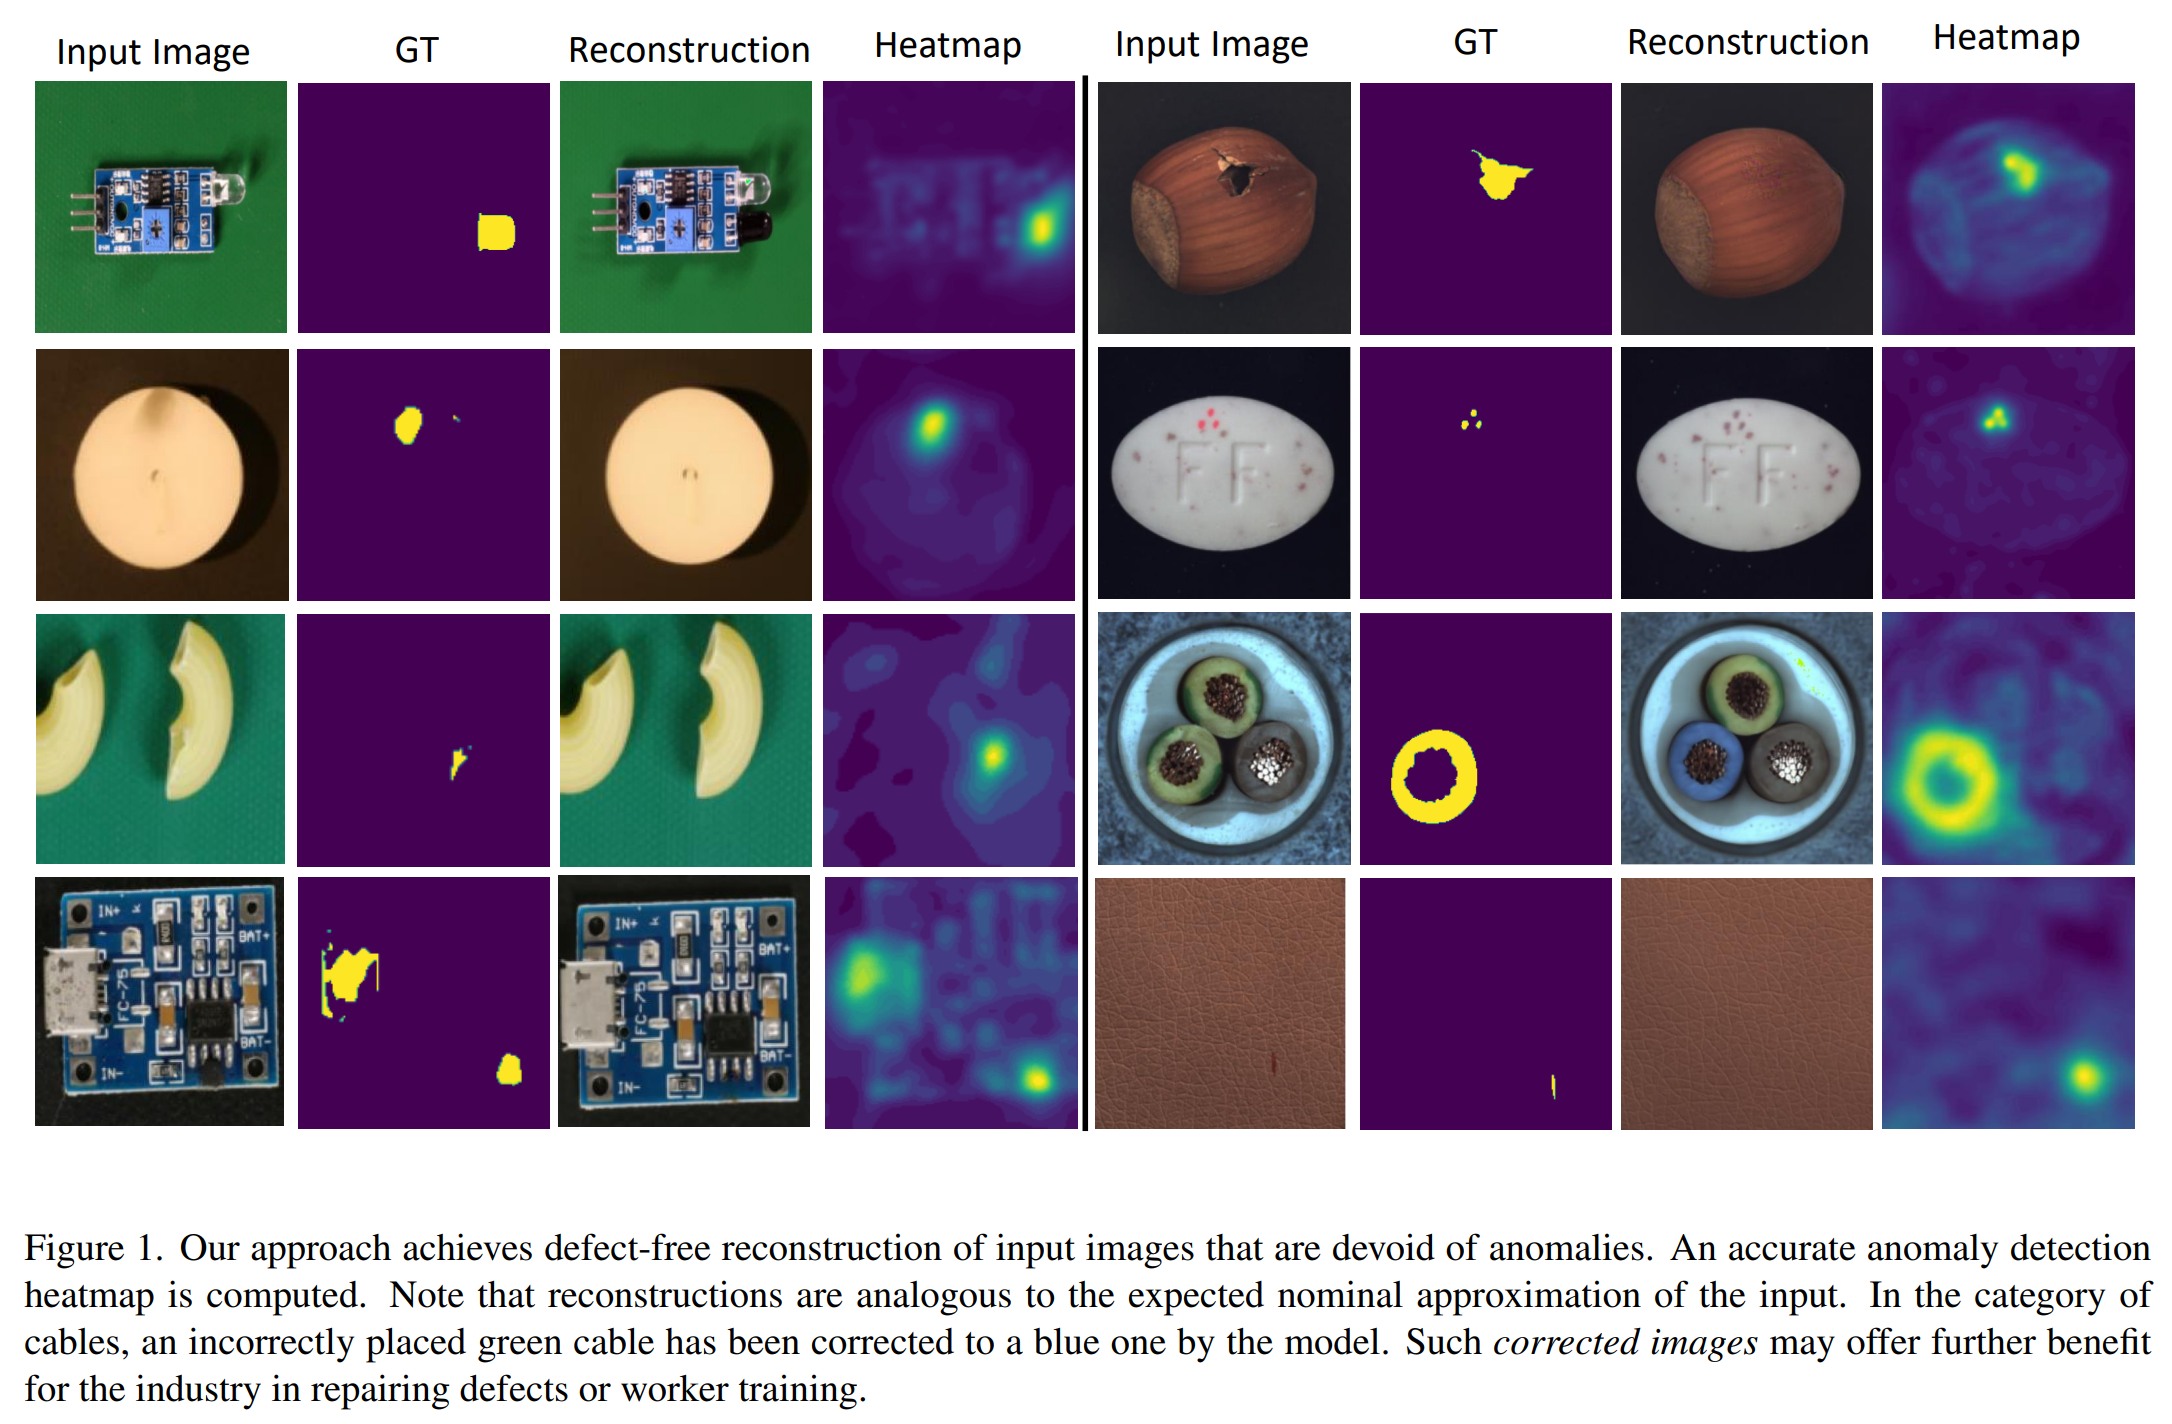 Input Image GT Reconstruction Heatmap Input Image GT Reconstruction Heatmap
FF
FF
IN+ K
BAT+
FC-75
BAT-
IN-
IN+ K
BAT+
FC-75
BAT-
IN-
Figure 1. Our approach achieves defect-free reconstruction of input images that are devoid of anomalies. An accurate anomaly detection
heatmap is computed. Note that reconstructions are analogous to the expected nominal approximation of the input. In the category of
cables, an incorrectly placed green cable has been corrected to a blue one by the model. Such corrected images may offer further benefit
for the industry in repairing defects or worker training.